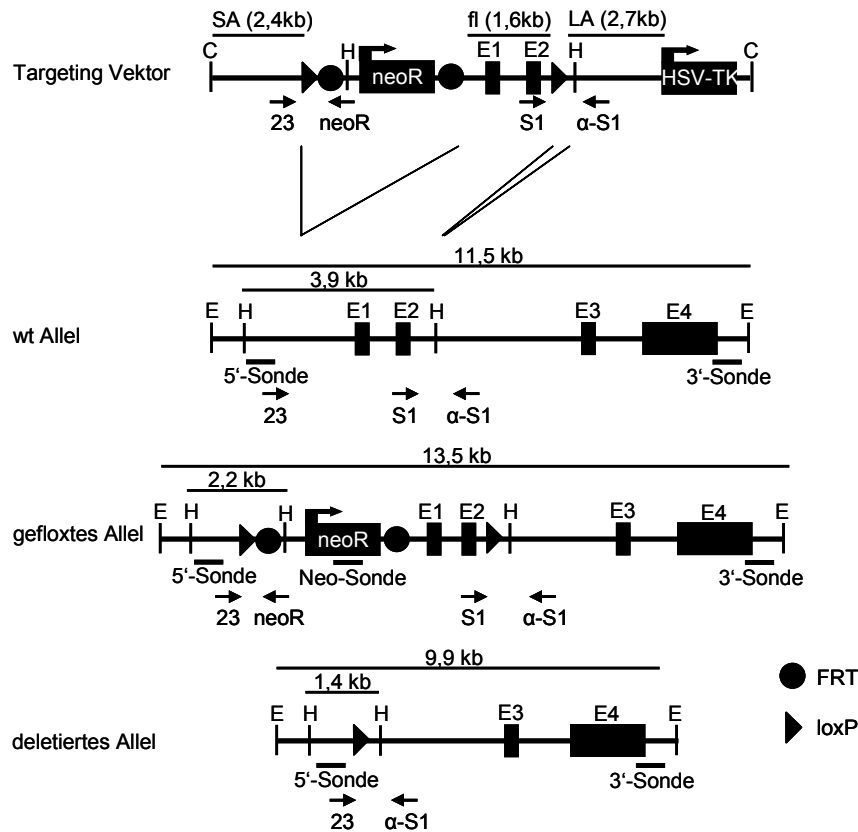 SA (2,4kb) fl (1,6kb) LA (2,7kb)
C H E1 E2 H C
Targeting Vektor neoR HSV-TK
23 neoR S1 α-S1
11,5 kb
3,9 kb
E H E1 E2 H E3 E4 E
wt Allel
5‘-Sonde 3‘-Sonde
23 S1 α-S1
13,5 kb
2,2 kb
E H H E1 E2 H E3 E4 E
gefloxtes Allel neoR
5‘-Sonde Neo-Sonde 3‘-Sonde
23 neoR S1 α-S1
9,9 kb
1,4 kb
FRT
E H H E3 E4 E
deletiertes Allel loxP
5‘-Sonde 3‘-Sonde
23 α-S1